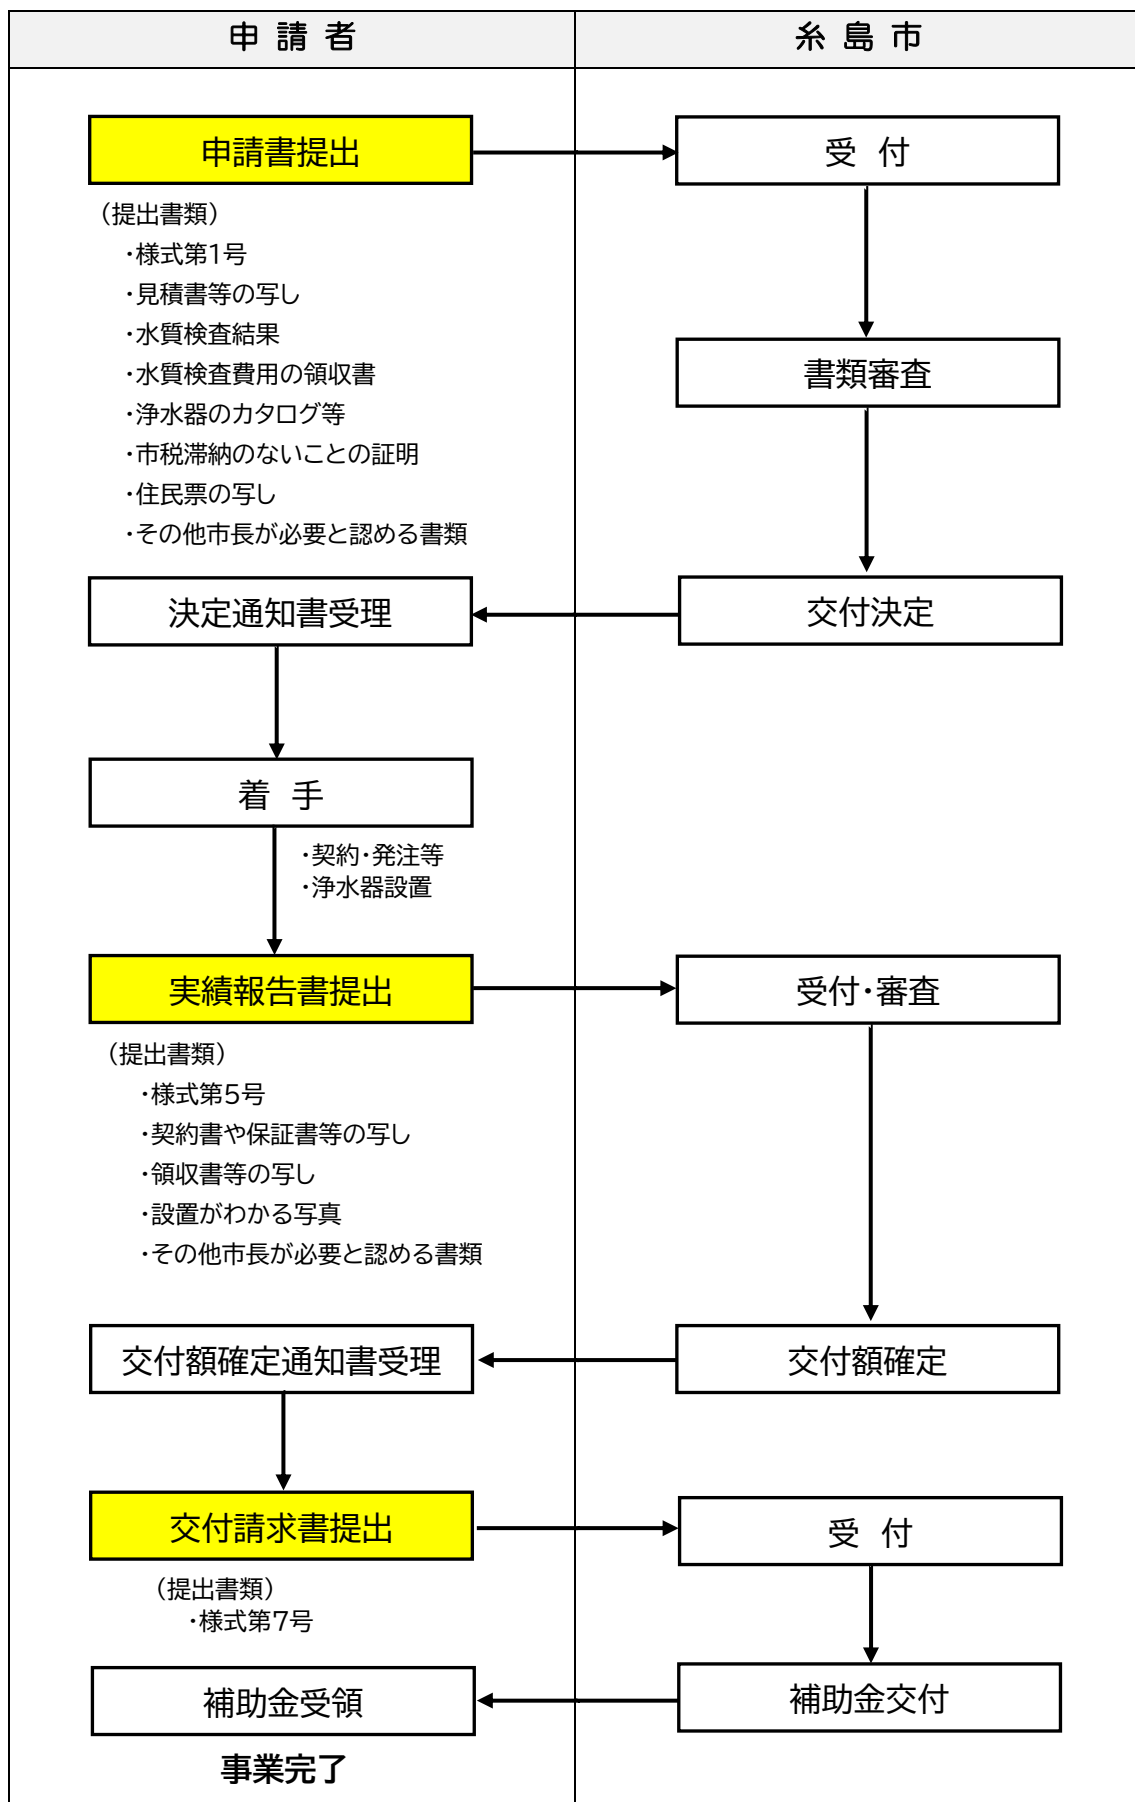 申請者
糸島市
申請書提出
受 付
（提出書類）
・様式第1号
・見積書等の写し
・水質検査結果
・水質検査費用の領収書
・浄水器のカタログ等
・市税滞納のないことの証明
・住民票の写し
・その他市長が必要と認める書類
書類審査
決定通知書受理
交付決定
着 手
・契約・発注等
・浄水器設置
実績報告書提出
受付・審査
（提出書類）
・様式第5号
・契約書や保証書等の写し
・領収書等の写し
・設置がわかる写真
・その他市長が必要と認める書類
交付額確定通知書受理
交付額確定
交付請求書提出
受 付
（提出書類）
・様式第7号
補助金受領
補助金交付
事業完了